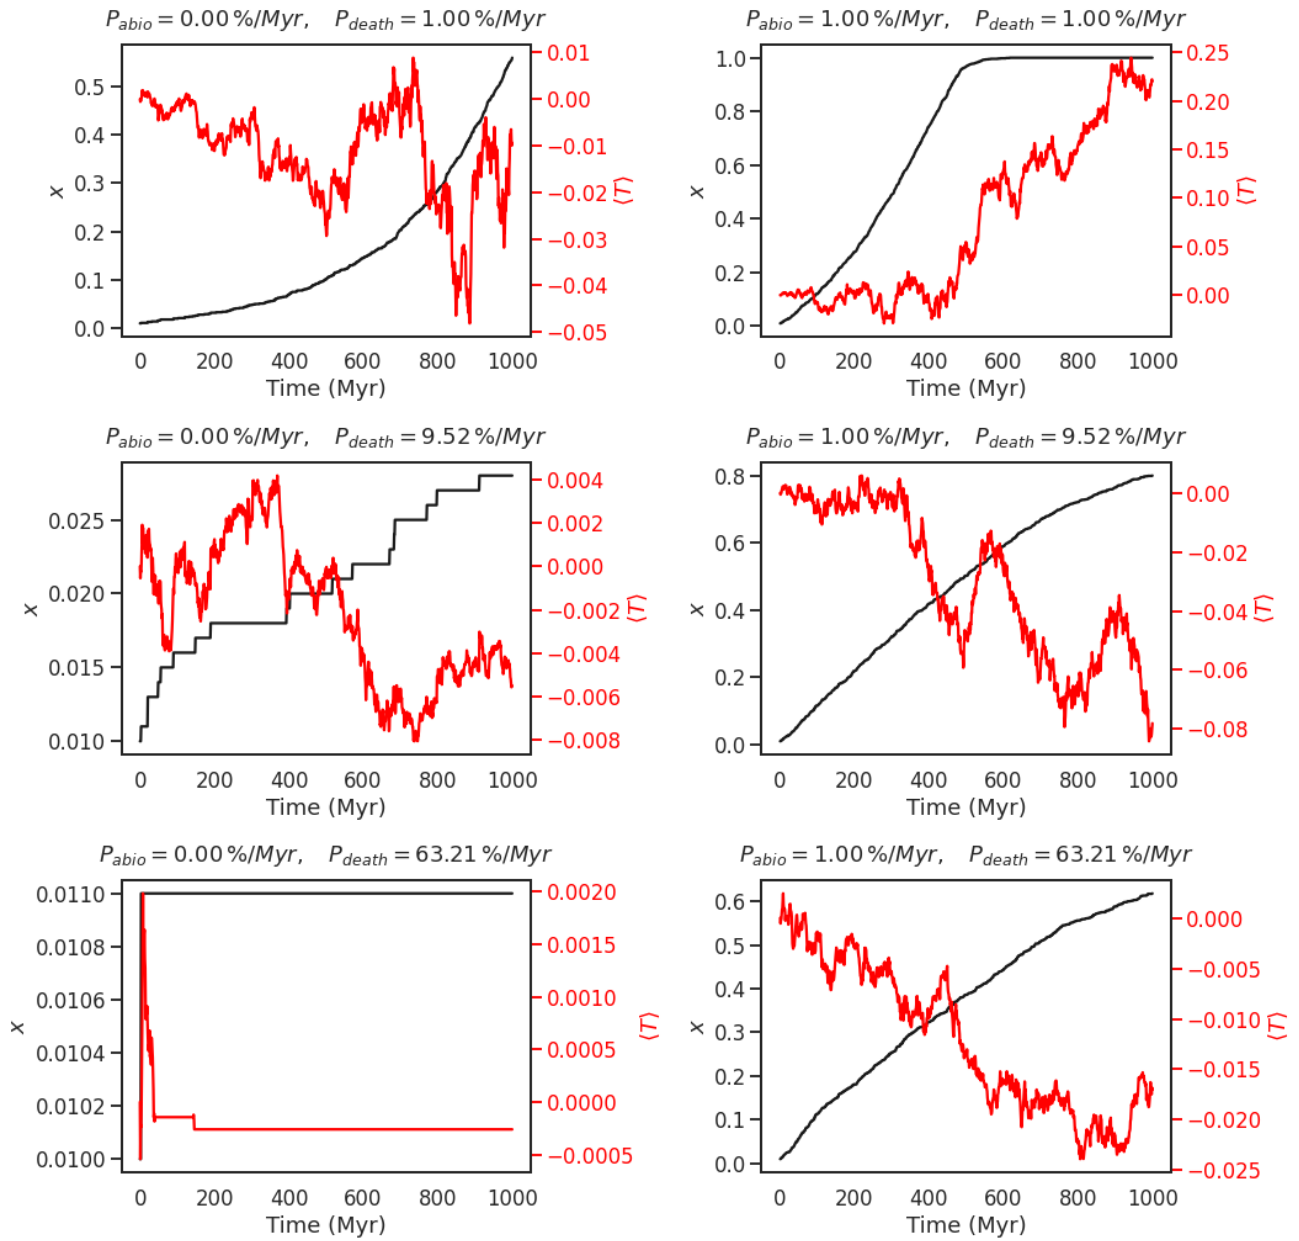 P_abio = 0.00 %/Myr, P_death = 1.00 %/Myr
0.5
0.4
0.3
0.2
0.1
0.0
x
0.01
0.00
−0.01
−0.02
−0.03
−0.04
−0.05
⟨T⟩
0 200 400 600 800 1000
Time (Myr)
P_abio = 1.00 %/Myr, P_death = 1.00 %/Myr
1.0
0.8
0.6
0.4
0.2
0.0
x
0.25
0.20
0.15
0.10
0.05
0.00
⟨T⟩
0 200 400 600 800 1000
Time (Myr)
P_abio = 0.00 %/Myr, P_death = 9.52 %/Myr
0.025
0.020
0.015
0.010
x
0.004
0.002
0.000
−0.002
−0.004
−0.006
−0.008
⟨T⟩
0 200 400 600 800 1000
Time (Myr)
P_abio = 1.00 %/Myr, P_death = 9.52 %/Myr
0.8
0.6
0.4
0.2
0.0
x
0.00
−0.02
−0.04
−0.06
−0.08
⟨T⟩
0 200 400 600 800 1000
Time (Myr)
P_abio = 0.00 %/Myr, P_death = 63.21 %/Myr
0.0110
0.0108
0.0106
0.0104
0.0102
0.0100
x
0.0020
0.0015
0.0010
0.0005
0.0000
−0.0005
⟨T⟩
0 200 400 600 800 1000
Time (Myr)
P_abio = 1.00 %/Myr, P_death = 63.21 %/Myr
0.6
0.5
0.4
0.3
0.2
0.1
0.0
x
0.000
−0.005
−0.010
−0.015
−0.020
−0.025
⟨T⟩
0 200 400 600 800 1000
Time (Myr)